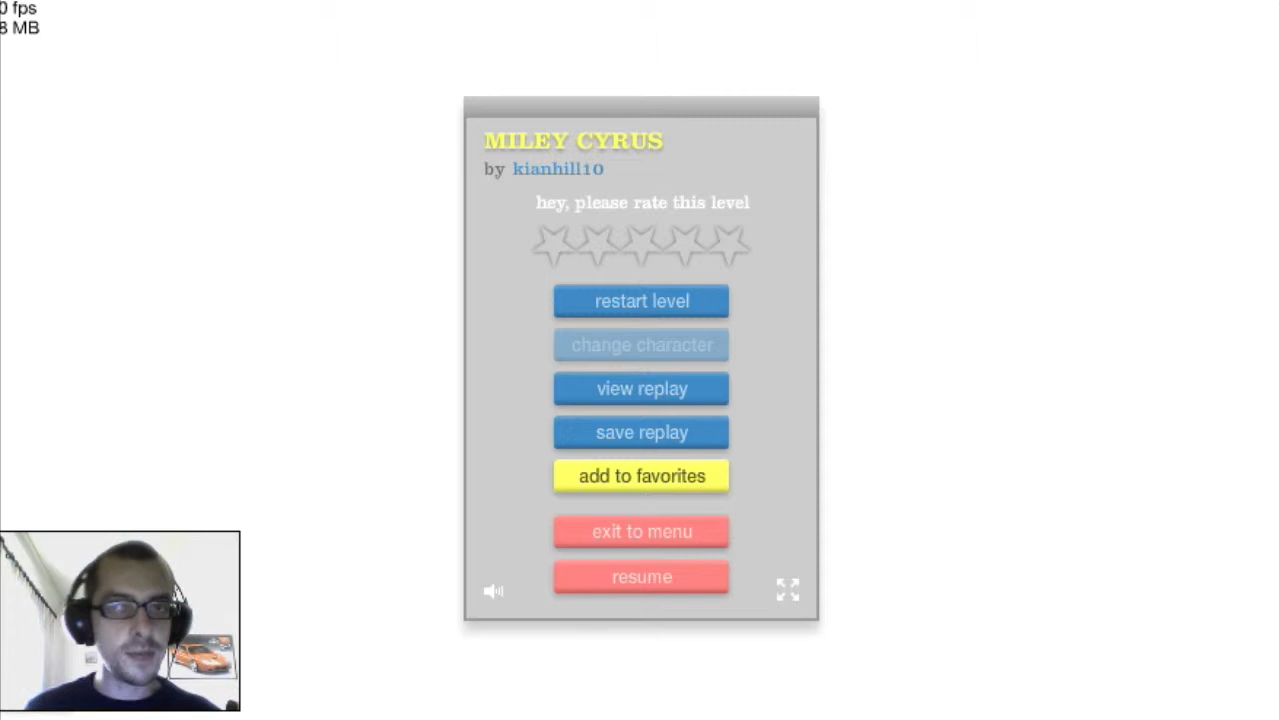 0 fps
8 MB
MILEY CYRUS
by kianhill10
hey, please rate this level
restart level
change character
view replay
save replay
add to favorites
exit to menu
resume